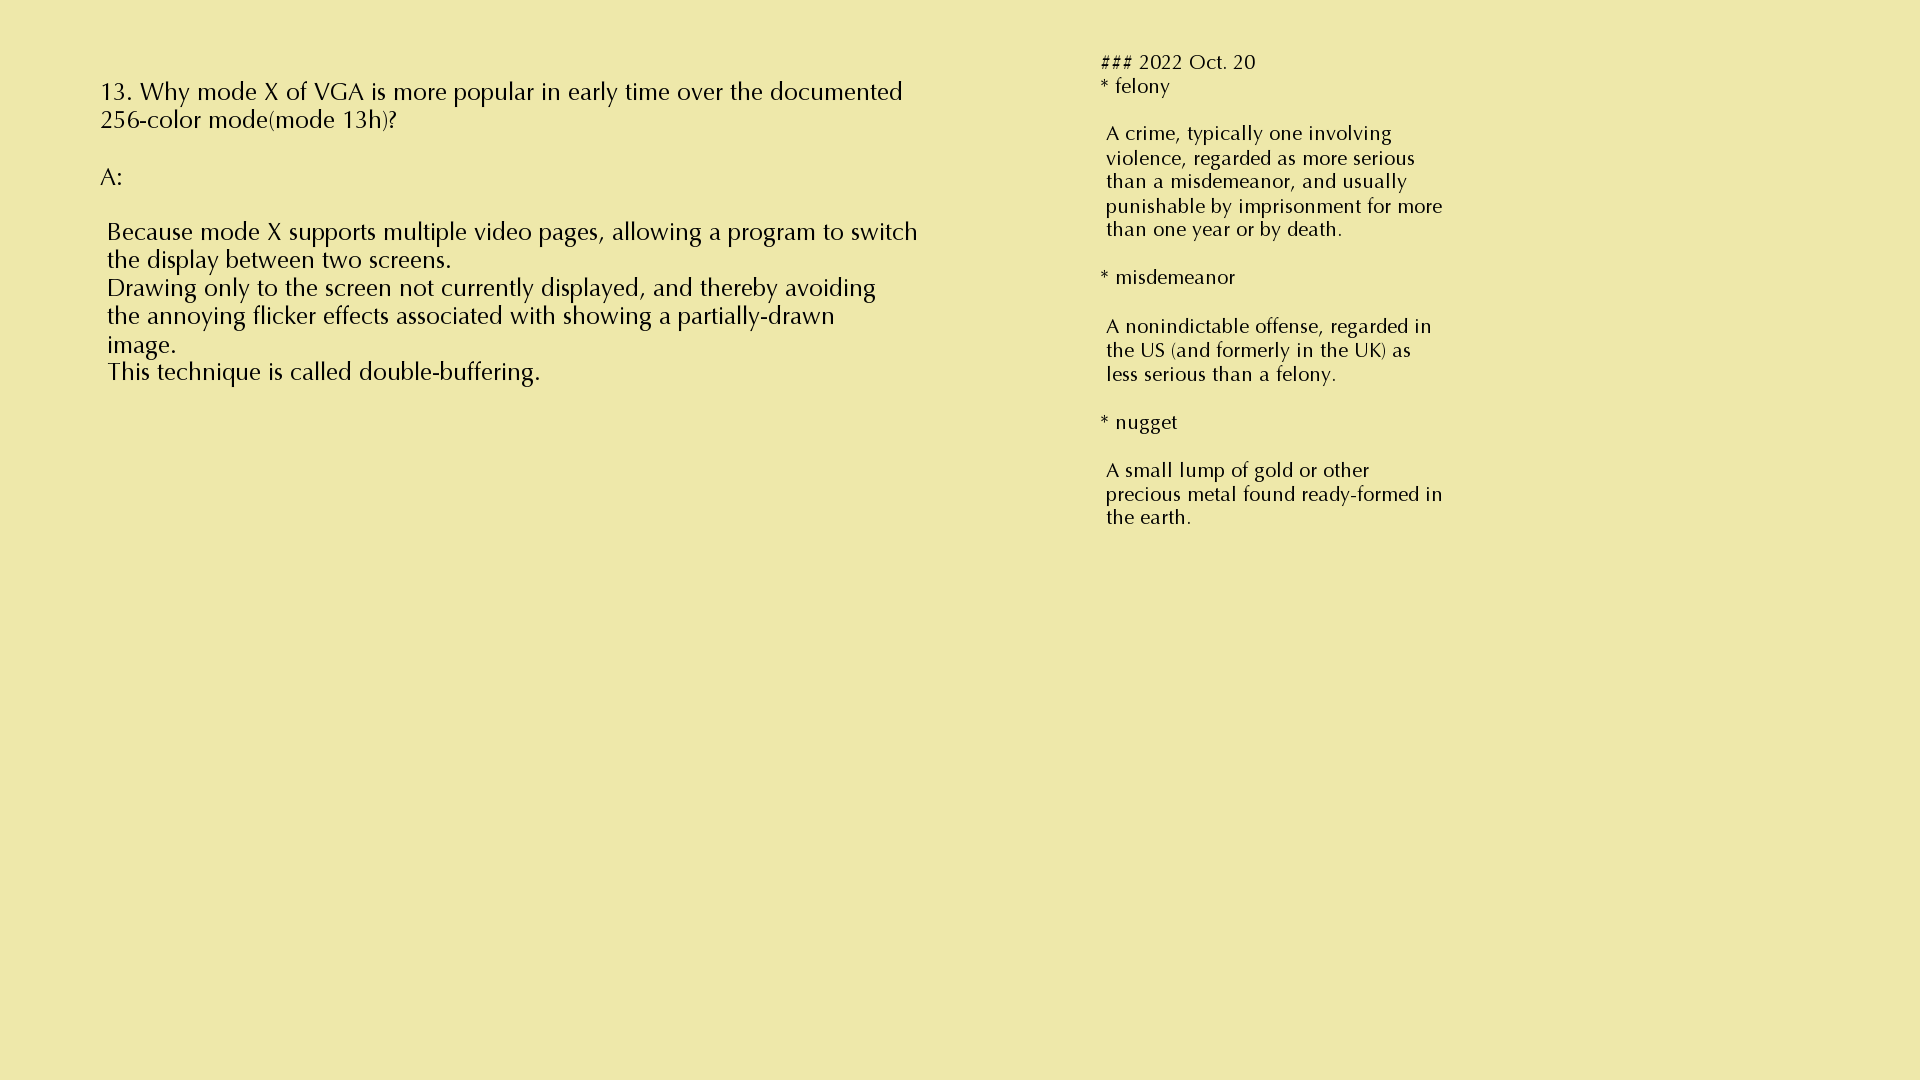 13. Why mode X of VGA is more popular in early time over the documented
256-color mode(mode 13h)?
A:
Because mode X supports multiple video pages, allowing a program to switch
the display between two screens.
Drawing only to the screen not currently displayed, and thereby avoiding
the annoying flicker effects associated with showing a partially-drawn
image.
This technique is called double-buffering.
### 2022 Oct. 20
* felony
A crime, typically one involving
violence, regarded as more serious
than a misdemeanor, and usually
punishable by imprisonment for more
than one year or by death.
* misdemeanor
A nonindictable offense, regarded in
the US (and formerly in the UK) as
less serious than a felony.
* nugget
A small lump of gold or other
precious metal found ready-formed in
the earth.